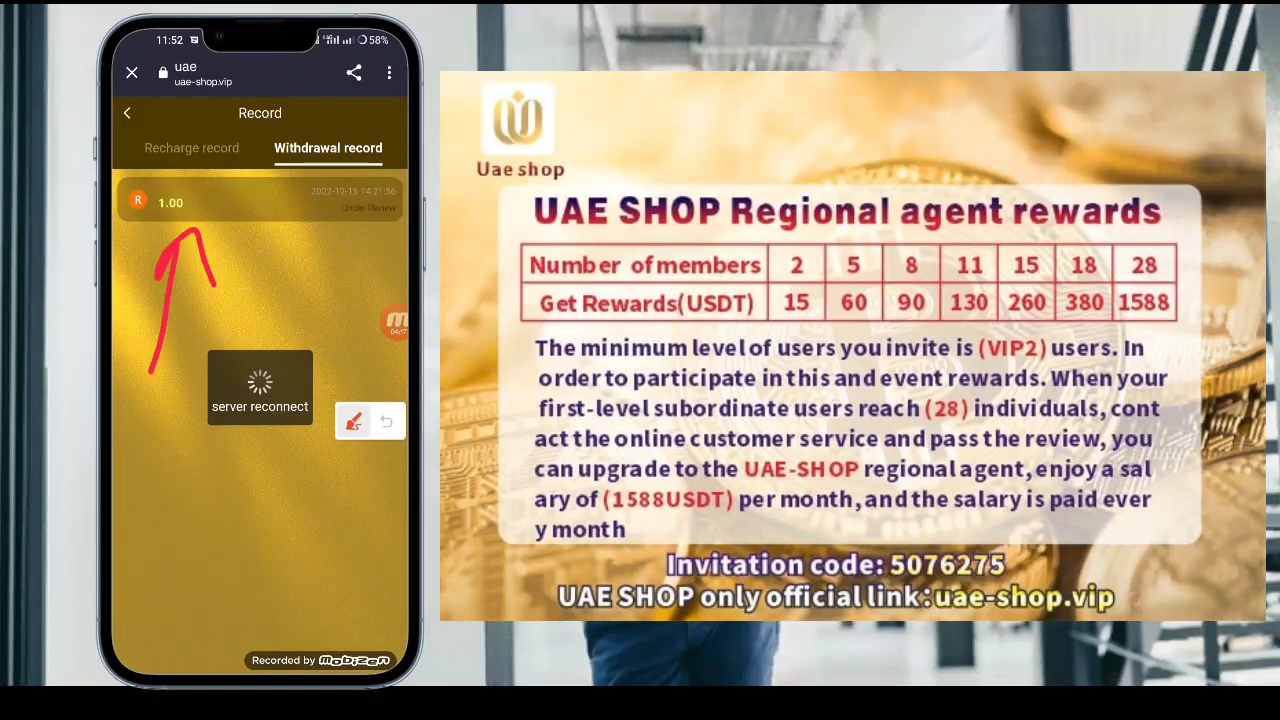 11:52
58%
uae
uae-shop.vip
Record
Recharge record
Withdrawal record
R
1.00
2022-12-15 14:21:36
Under Review
04:17
server reconnect
Recorded by mobizen
Uae shop
UAE SHOP Regional agent rewards
Number of members 2 5 8 11 15 18 28
Get Rewards(USDT) 15 60 90 130 260 380 1588
The minimum level of users you invite is (VIP2) users. In
order to participate in this and event rewards. When your
first-level subordinate users reach (28) individuals, cont
act the online customer service and pass the review, you
can upgrade to the UAE-SHOP regional agent, enjoy a sal
ary of (1588USDT) per month, and the salary is paid ever
y month
Invitation code: 5076275
UAE SHOP only official link:uae-shop.vip